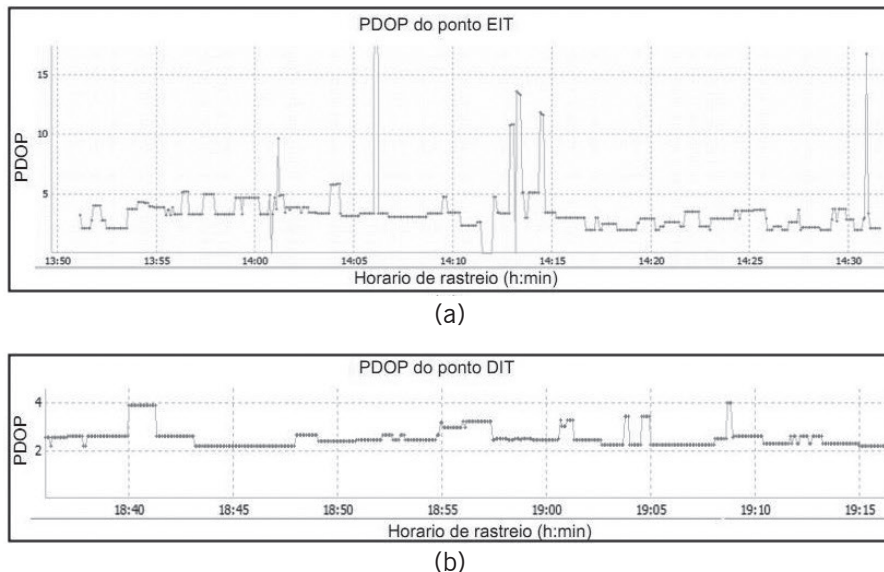 PDOP do ponto EIT
15
10
5
PDOP
13:50 13:55 14:00 14:05 14:10 14:15 14:20 14:25 14:30
Horario de rastreio (h:min)
(a)
PDOP do ponto DIT
4
2
PDOP
18:40 18:45 18:50 18:55 19:00 19:05 19:10 19:15
Horario de rastreio (h:min)
(b)